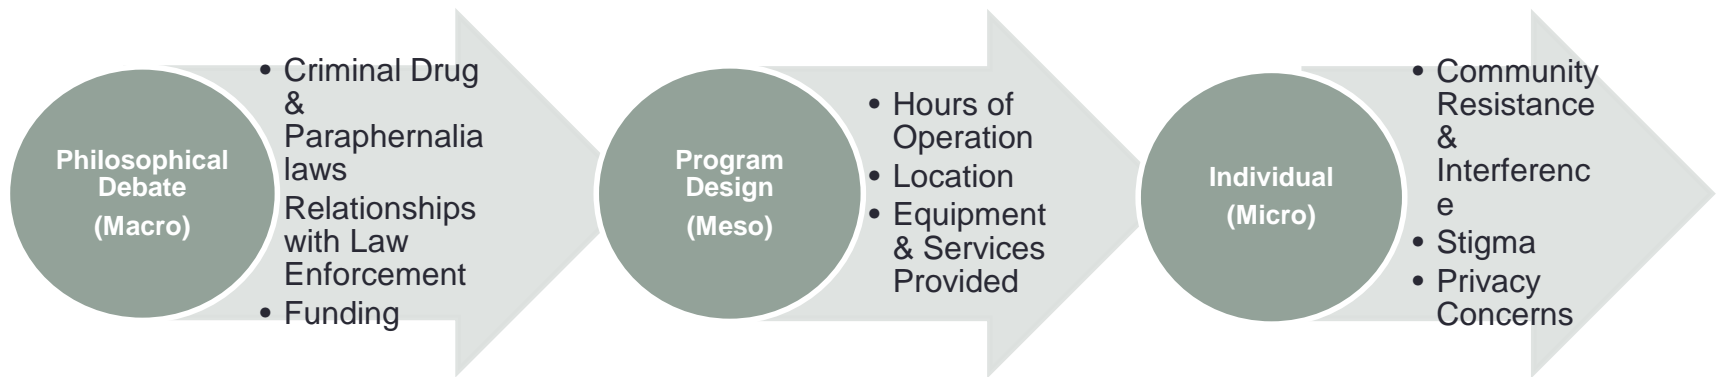 Philosophical
Debate
(Macro)
• Criminal Drug
&
Paraphernalia
laws
Relationships
with Law
Enforcement
• Funding
Program
Design
(Meso)
• Hours of
Operation
• Location
• Equipment
& Services
Provided
Individual
(Micro)
• Community
Resistance
&
Interferenc
e
• Stigma
• Privacy
Concerns